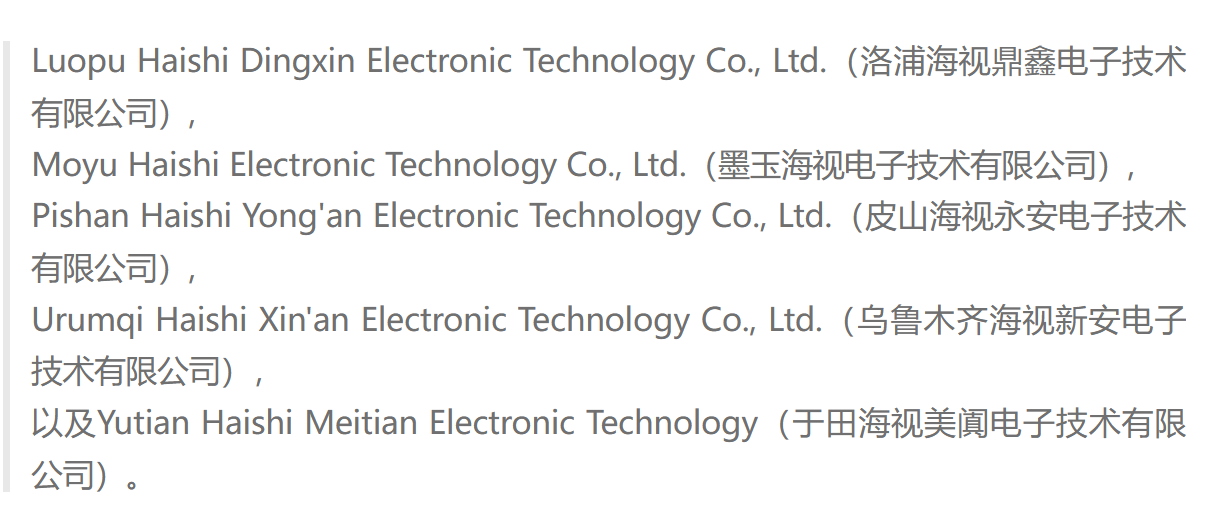 Luopu Haishi Dingxin Electronic Technology Co., Ltd.（洛浦海视鼎鑫电子技术
有限公司），
Moyu Haishi Electronic Technology Co., Ltd.（墨玉海视电子技术有限公司），
Pishan Haishi Yong'an Electronic Technology Co., Ltd.（皮山海视永安电子技术
有限公司），
Urumqi Haishi Xin'an Electronic Technology Co., Ltd.（乌鲁木齐海视新安电子
技术有限公司），
以及Yutian Haishi Meitian Electronic Technology（于田海视美阗电子技术有限
公司）。